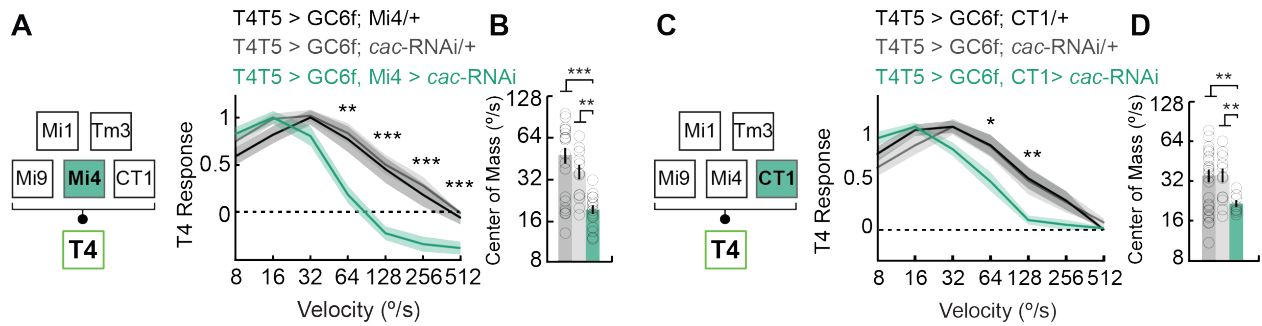 A
T4T5 > GC6f; Mi4/+
T4T5 > GC6f; cac-RNAi/+
T4T5 > GC6f, Mi4 > cac-RNAi
Mi1 Tm3
Mi9 Mi4 CT1
T4
T4 Response
1
0.5
0
** *** *** ***
8 16 32 64 128 256 512
Velocity (º/s)
B
***
**
Center of Mass (º/s)
128
64
32
16
8
C
T4T5 > GC6f; CT1/+
T4T5 > GC6f; cac-RNAi/+
T4T5 > GC6f, CT1> cac-RNAi
Mi1 Tm3
Mi9 Mi4 CT1
T4
T4 Response
1
0.5
0
* **
8 16 32 64 128 256 512
Velocity (º/s)
D
**
**
Center of Mass (º/s)
128
64
32
16
8